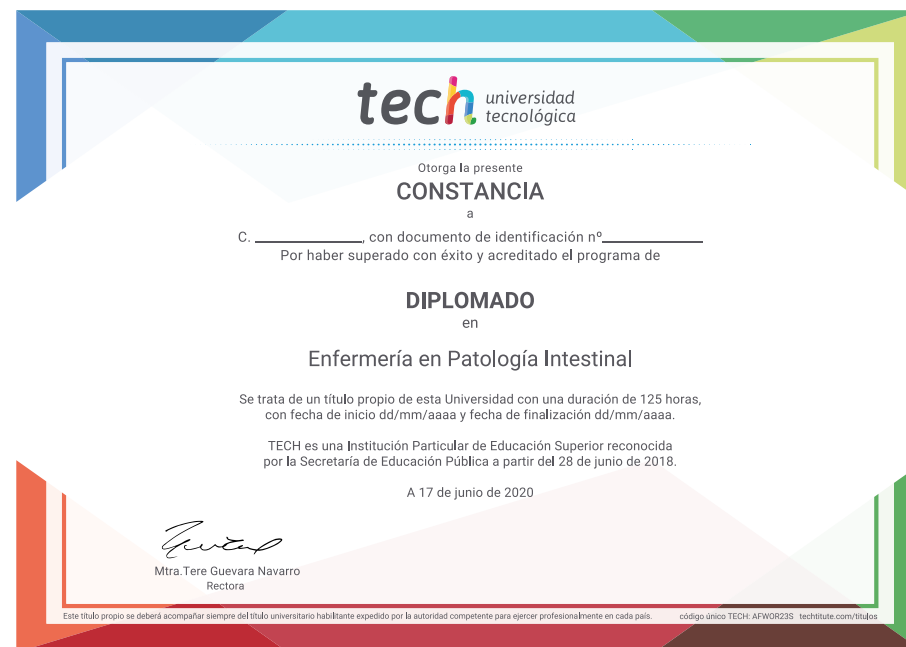 tech universidad
tecnológica
Otorga la presente
CONSTANCIA
a
C. ____________, con documento de identificación nº____________
Por haber superado con éxito y acreditado el programa de
DIPLOMADO
en
Enfermería en Patología Intestinal
Se trata de un título propio de esta Universidad con una duración de 125 horas,
con fecha de inicio dd/mm/aaaa y fecha de finalización dd/mm/aaaa.
TECH es una Institución Particular de Educación Superior reconocida
por la Secretaría de Educación Pública a partir del 28 de junio de 2018.
A 17 de junio de 2020
Mtra.Tere Guevara Navarro
Rectora
Este título propio se deberá acompañar siempre del título universitario habilitante expedido por la autoridad competente para ejercer profesionalmente en cada país. código único TECH: AFWOR23S techtitute.com/titulos